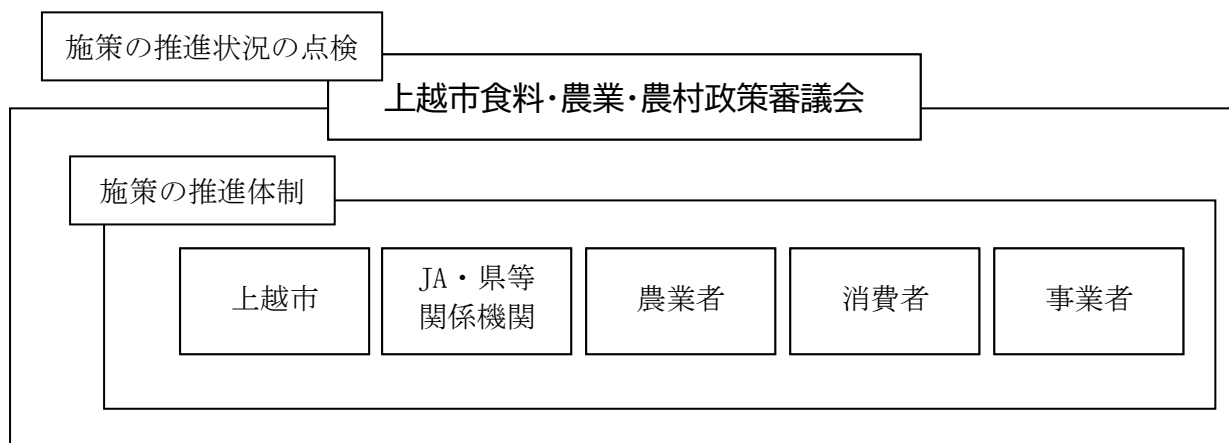 施策の推進状況の点検
上越市食料・農業・農村政策審議会
施策の推進体制
上越市
JA・県等
関係機関
農業者
消費者
事業者